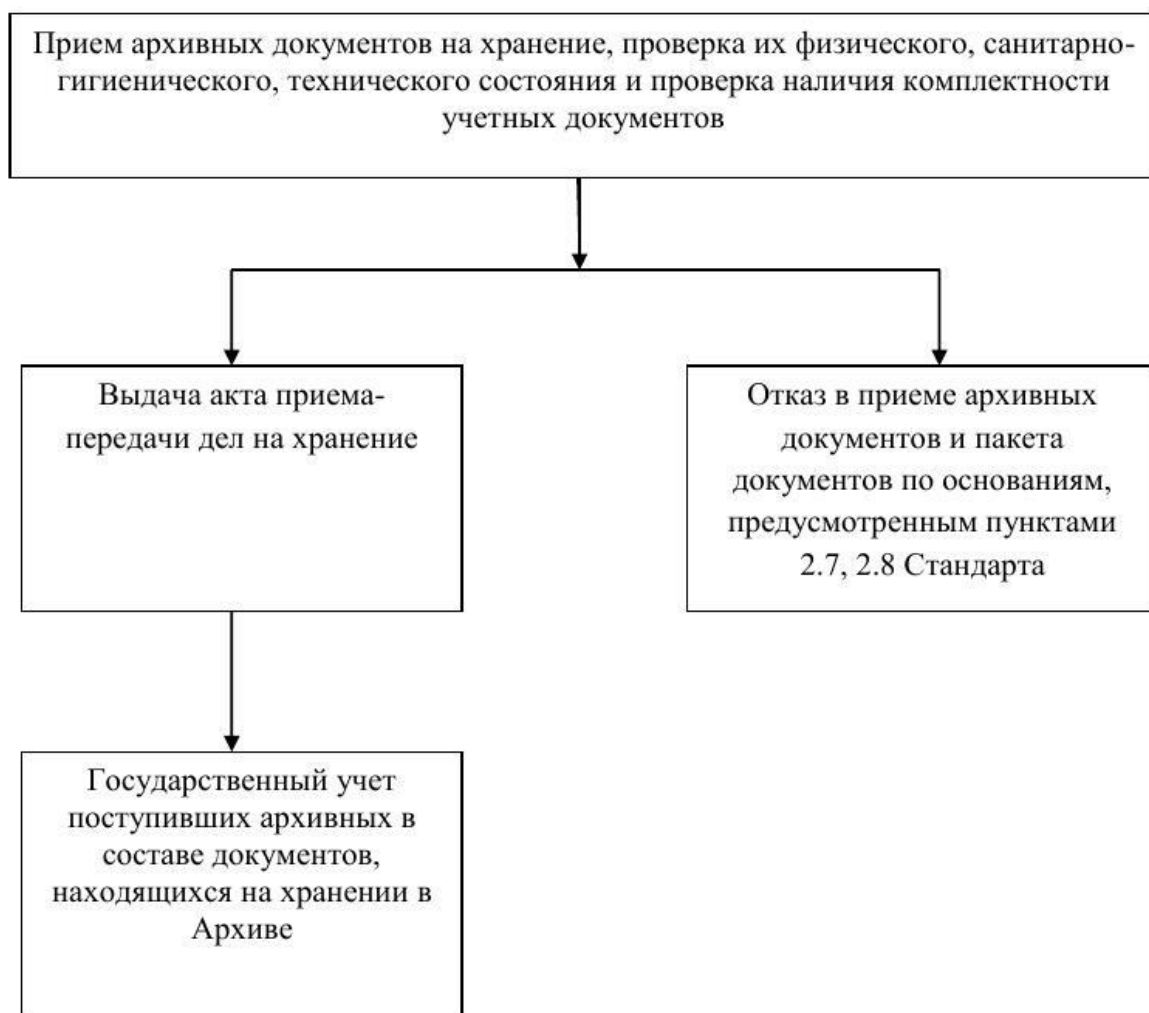 Прием архивных документов на хранение, проверка их физического, санитарно-
гигиенического, технического состояния и проверка наличия комплектности
учетных документов
Выдача акта приема-
передачи дел на хранение
Отказ в приеме архивных
документов и пакета
документов по основаниям,
предусмотренным пунктами
2.7, 2.8 Стандарта
Государственный учет
поступивших архивных в
составе документов,
находящихся на хранении в
Архиве